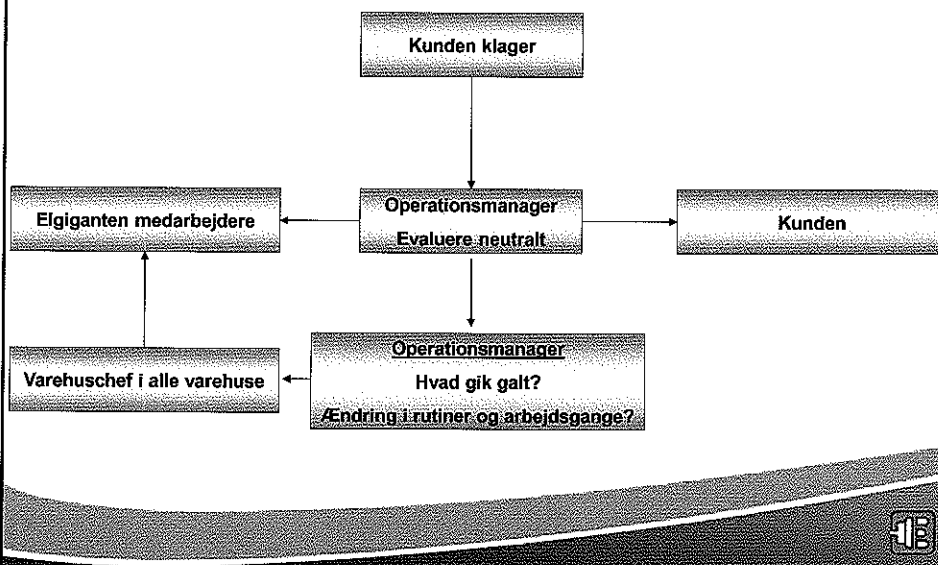 Kunden klager
Elgiganten medarbejdere
Operationsmanager
Evaluere neutralt
Kunden
Varehuschef i alle varehuse
Operationsmanager
Hvad gik galt?
Ændring i rutiner og arbejdsgange?